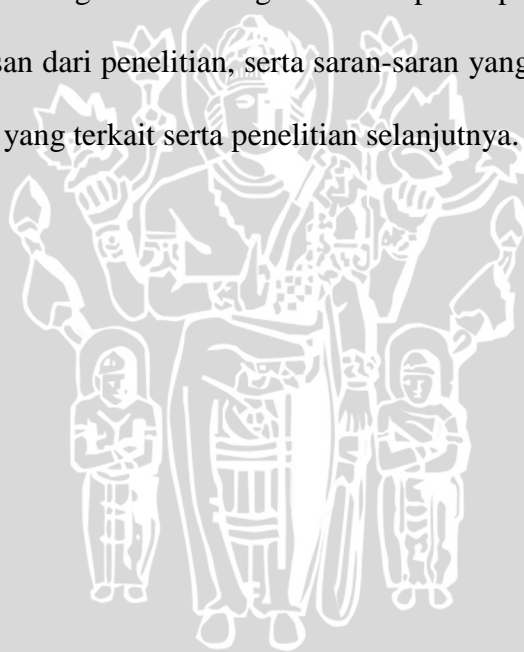 san dari penelitian, serta saran-saran yang
yang terkait serta penelitian selanjutnya.